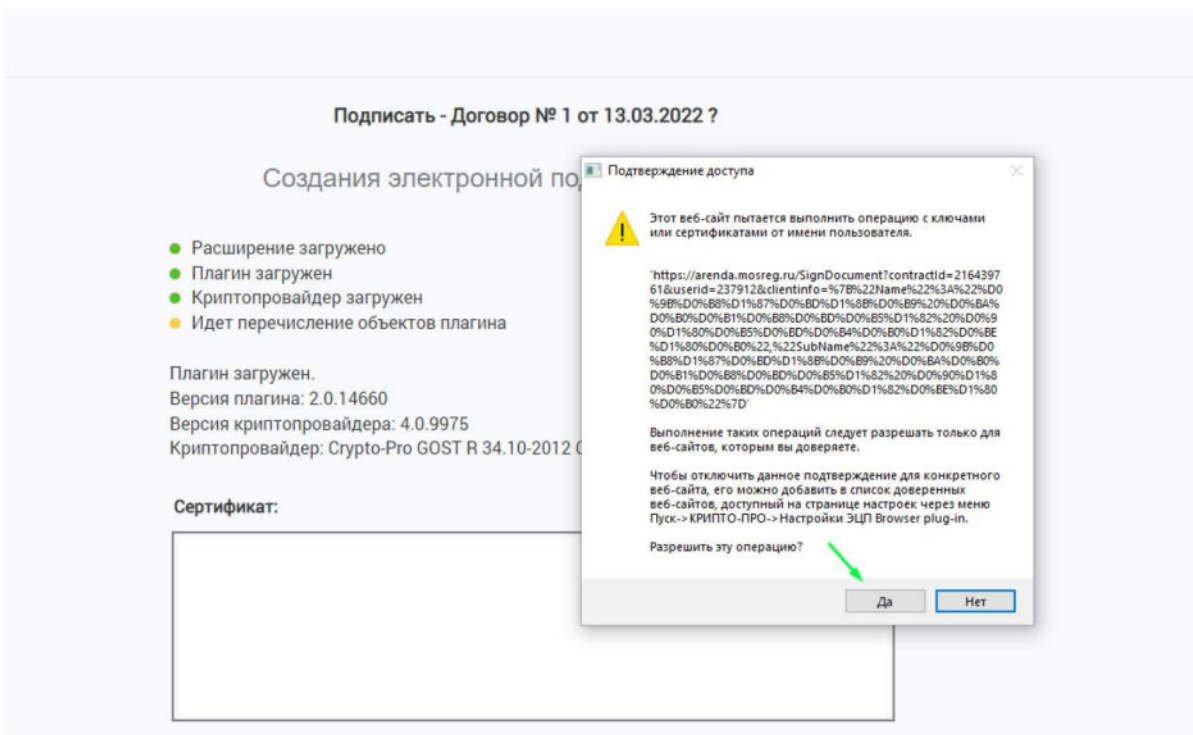 Подписать - Договор № 1 от 13.03.2022 ?
Создания электронной по
Расширение загружено
Плагин загружен
Криптопровайдер загружен
Идет перечисление объектов плагина
Плагин загружен.
Версия плагина: 2.0.14660
Версия криптопровайдера: 4.0.9975
Криптопровайдер: Crypto-Pro GOST R 34.10-2012
Сертификат:
Подтверждение доступа
Этот веб-сайт пытается выполнить операцию с ключами
или сертификатами от имени пользователя.
'https://arenda.mosreg.ru/SignDocument?contractId=2164397
61&userid=237912&clientinfo=%7B%22Name%22%3A%22%D0
%9B%D0%B8%D1%87%D0%BD%D1%8B%D0%B9%20%D0%BA%
D0%B0%D0%B1%D0%B8%D0%BD%D0%B5%D1%82%20%D0%9
0%D1%80%D0%B5%D0%BD%D0%B4%D0%B0%D1%82%D0%BE
%D1%80%D0%B0%22,%22SubName%22%3A%22%D0%9B%D0
%B8%D1%87%D0%BD%D1%8B%D0%B9%20%D0%BA%D0%B0%
D0%B1%D0%B8%D0%BD%D0%B5%D1%82%20%D0%90%D1%8
0%D0%B5%D0%BD%D0%B4%D0%B0%D1%82%D0%BE%D1%80
%D0%B0%22%7D'
Выполнение таких операций следует разрешать только для
веб-сайтов, которым вы доверяете.
Чтобы отключить данное подтверждение для конкретного
веб-сайта, его можно добавить в список доверенных
веб-сайтов, доступный на странице настроек через меню
Пуск->КРИПТО-ПРО->Настройки ЭЦП Browser plug-in.
Разрешить эту операцию?
Да
Нет